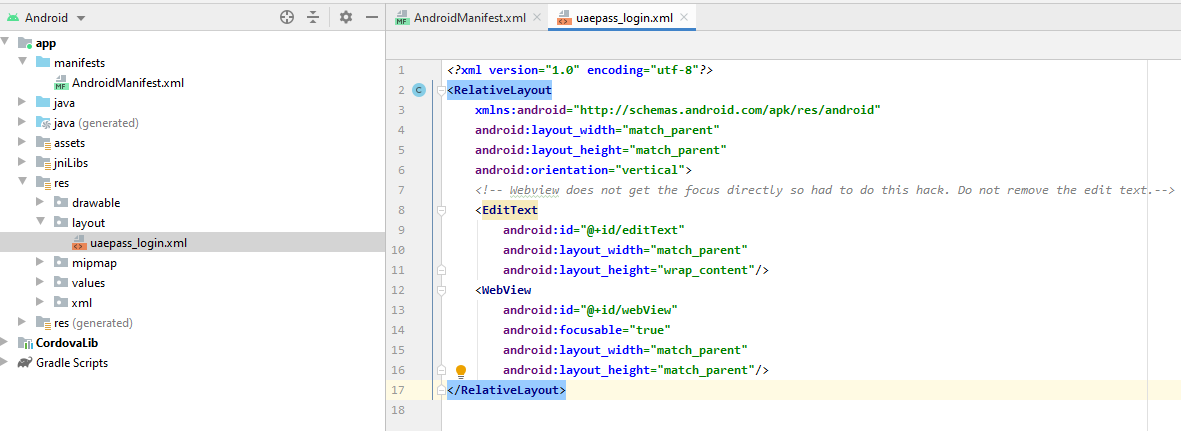 Android
AndroidManifest.xml
uaepass_login.xml
app
manifests
AndroidManifest.xml
java
java (generated)
assets
jniLibs
res
drawable
layout
uaepass_login.xml
mipmap
values
xml
res (generated)
CordovaLib
Gradle Scripts
1 <?xml version="1.0" encoding="utf-8"?>
2 <RelativeLayout
3 xmlns:android="http://schemas.android.com/apk/res/android"
4 android:layout_width="match_parent"
5 android:layout_height="match_parent"
6 android:orientation="vertical">
7 <!-- Webview does not get the focus directly so had to do this hack. Do not remove the edit text.-->
8 <EditText
9 android:id="@+id/editText"
10 android:layout_width="match_parent"
11 android:layout_height="wrap_content"/>
12 <WebView
13 android:id="@+id/webView"
14 android:focusable="true"
15 android:layout_width="match_parent"
16 android:layout_height="match_parent"/>
17 </RelativeLayout>
18